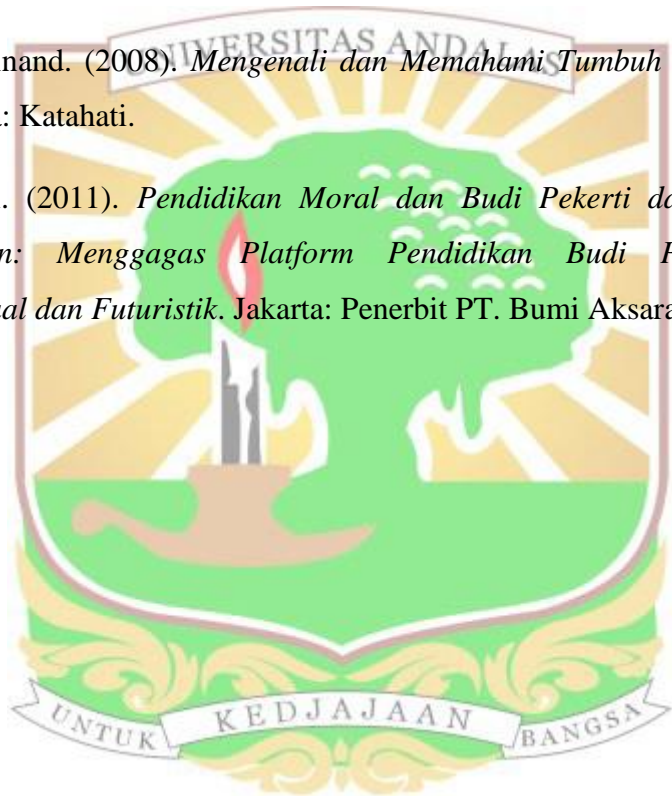 UNIVERSITAS ANDALAS
nand. (2008). Mengenali dan Memahami Tumbuh
: Katahati.
. (2011). Pendidikan Moral dan Budi Pekerti da
n: Menggagas Platform Pendidikan Budi P
al dan Futuristik. Jakarta: Penerbit PT. Bumi Aksara
UNTUK KEDJAJAAN BANGSA